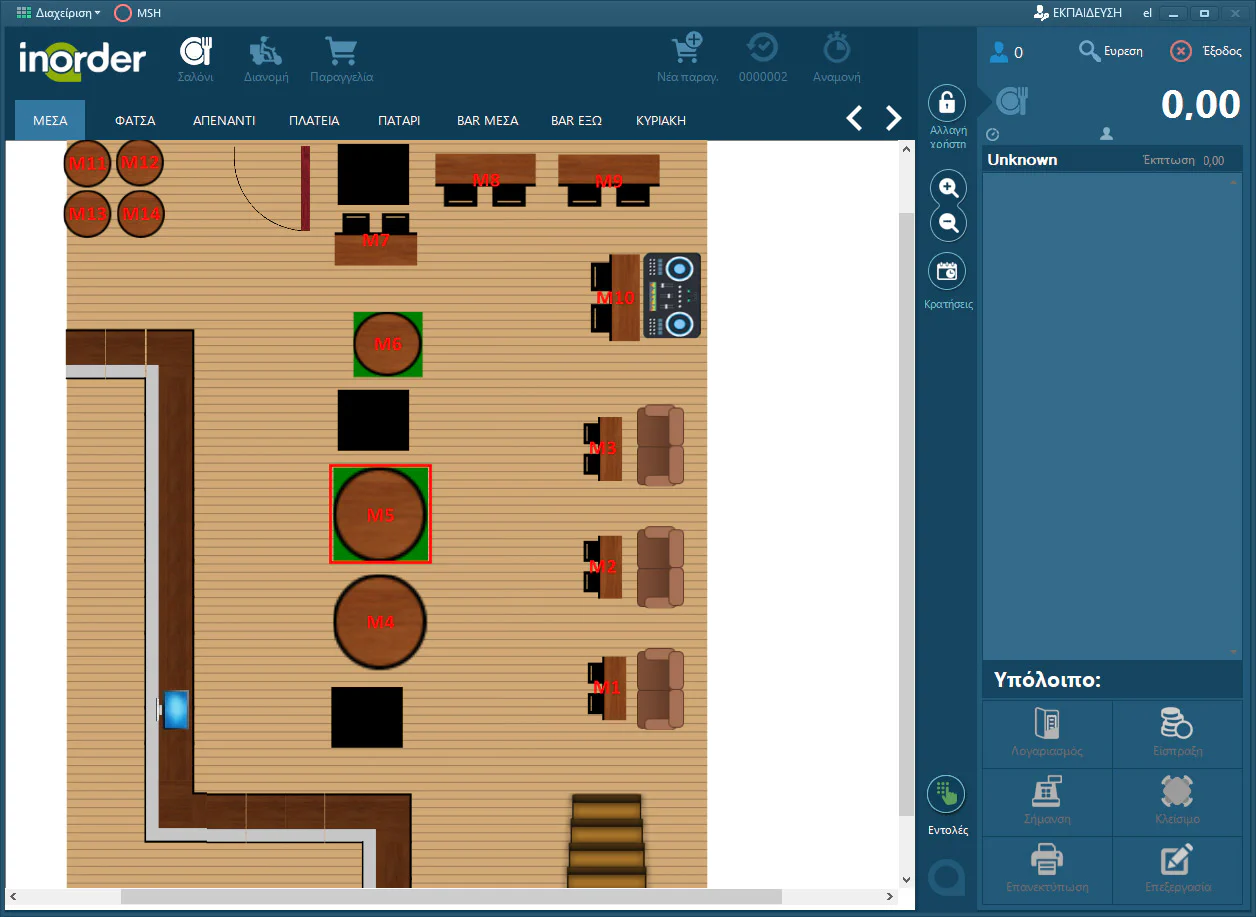 Διαχείριση
MSH
ΕΚΠΑΙΔΕΥΣΗ
el
inorder
Σαλόνι
Διανομή
Παραγγελία
Νέα παραγ.
0000002
Αναμονή
0
Ευρεση
Έξοδος
ΜΕΣΑ
ΦΑΤΣΑ
ΑΠΕΝΑΝΤΙ
ΠΛΑΤΕΙΑ
ΠΑΤΑΡΙ
BAR ΜΕΣΑ
BAR ΕΞΩ
ΚΥΡΙΑΚΗ
Αλλαγή
χρήστη
0,00
Unknown
Έκπτωση 0,00
M11
M12
M8
M9
M13
M14
M7
M10
Κρατήσεις
M6
M3
M5
M2
M4
M1
Υπόλοιπο:
Λογαριασμός
Είσπραξη
Σήμανση
Κλείσιμο
Εντολές
Επανεκτύπωση
Επεξεργασία